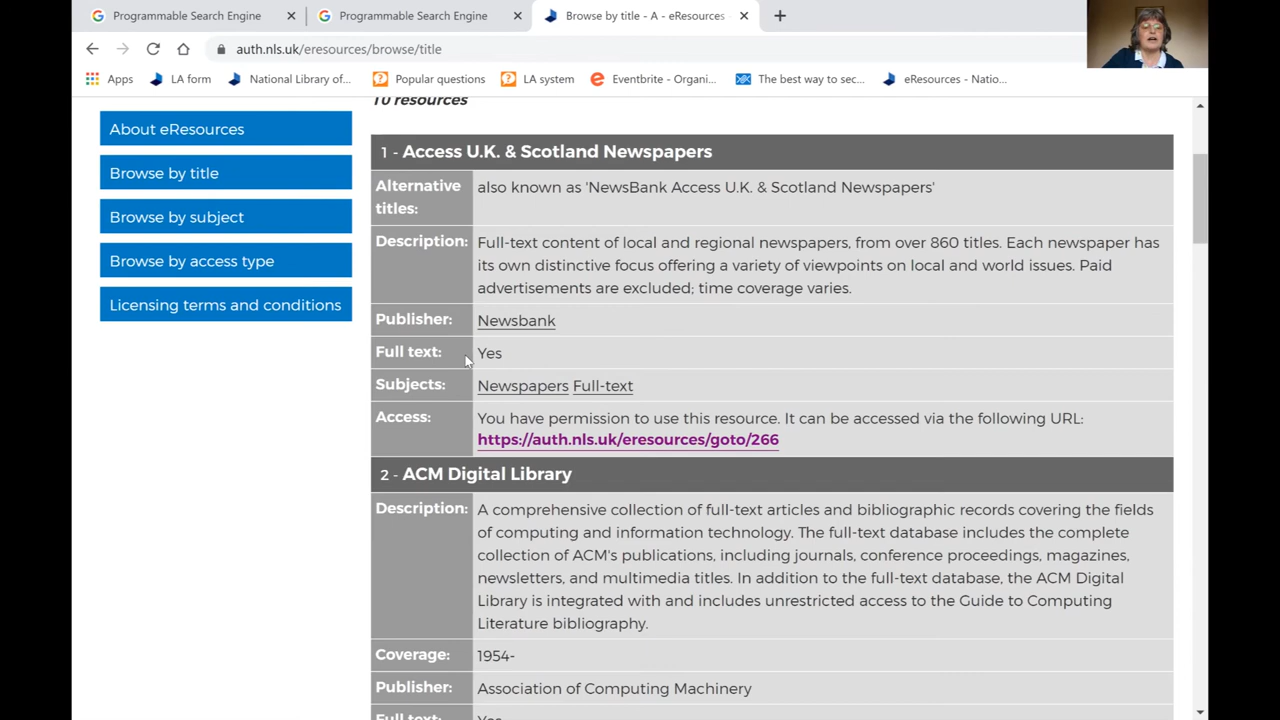 Programmable Search Engine
Programmable Search Engine
Browse by title - A - eResources
auth.nls.uk/eresources/browse/title
Apps
LA form
National Library of...
Popular questions
LA system
Eventbrite - Organi...
The best way to sec...
eResources - Natio...
10 resources
About eResources
Browse by title
Browse by subject
Browse by access type
Licensing terms and conditions
1 - Access U.K. & Scotland Newspapers
Alternative titles:
also known as 'NewsBank Access U.K. & Scotland Newspapers'
Description:
Full-text content of local and regional newspapers, from over 860 titles. Each newspaper has
its own distinctive focus offering a variety of viewpoints on local and world issues. Paid
advertisements are excluded; time coverage varies.
Publisher:
Newsbank
Full text:
Yes
Subjects:
Newspapers Full-text
Access:
You have permission to use this resource. It can be accessed via the following URL:
https://auth.nls.uk/eresources/goto/266
2 - ACM Digital Library
Description:
A comprehensive collection of full-text articles and bibliographic records covering the fields
of computing and information technology. The full-text database includes the complete
collection of ACM's publications, including journals, conference proceedings, magazines,
newsletters, and multimedia titles. In addition to the full-text database, the ACM Digital
Library is integrated with and includes unrestricted access to the Guide to Computing
Literature bibliography.
Coverage:
1954-
Publisher:
Association of Computing Machinery
Full text:
Yes